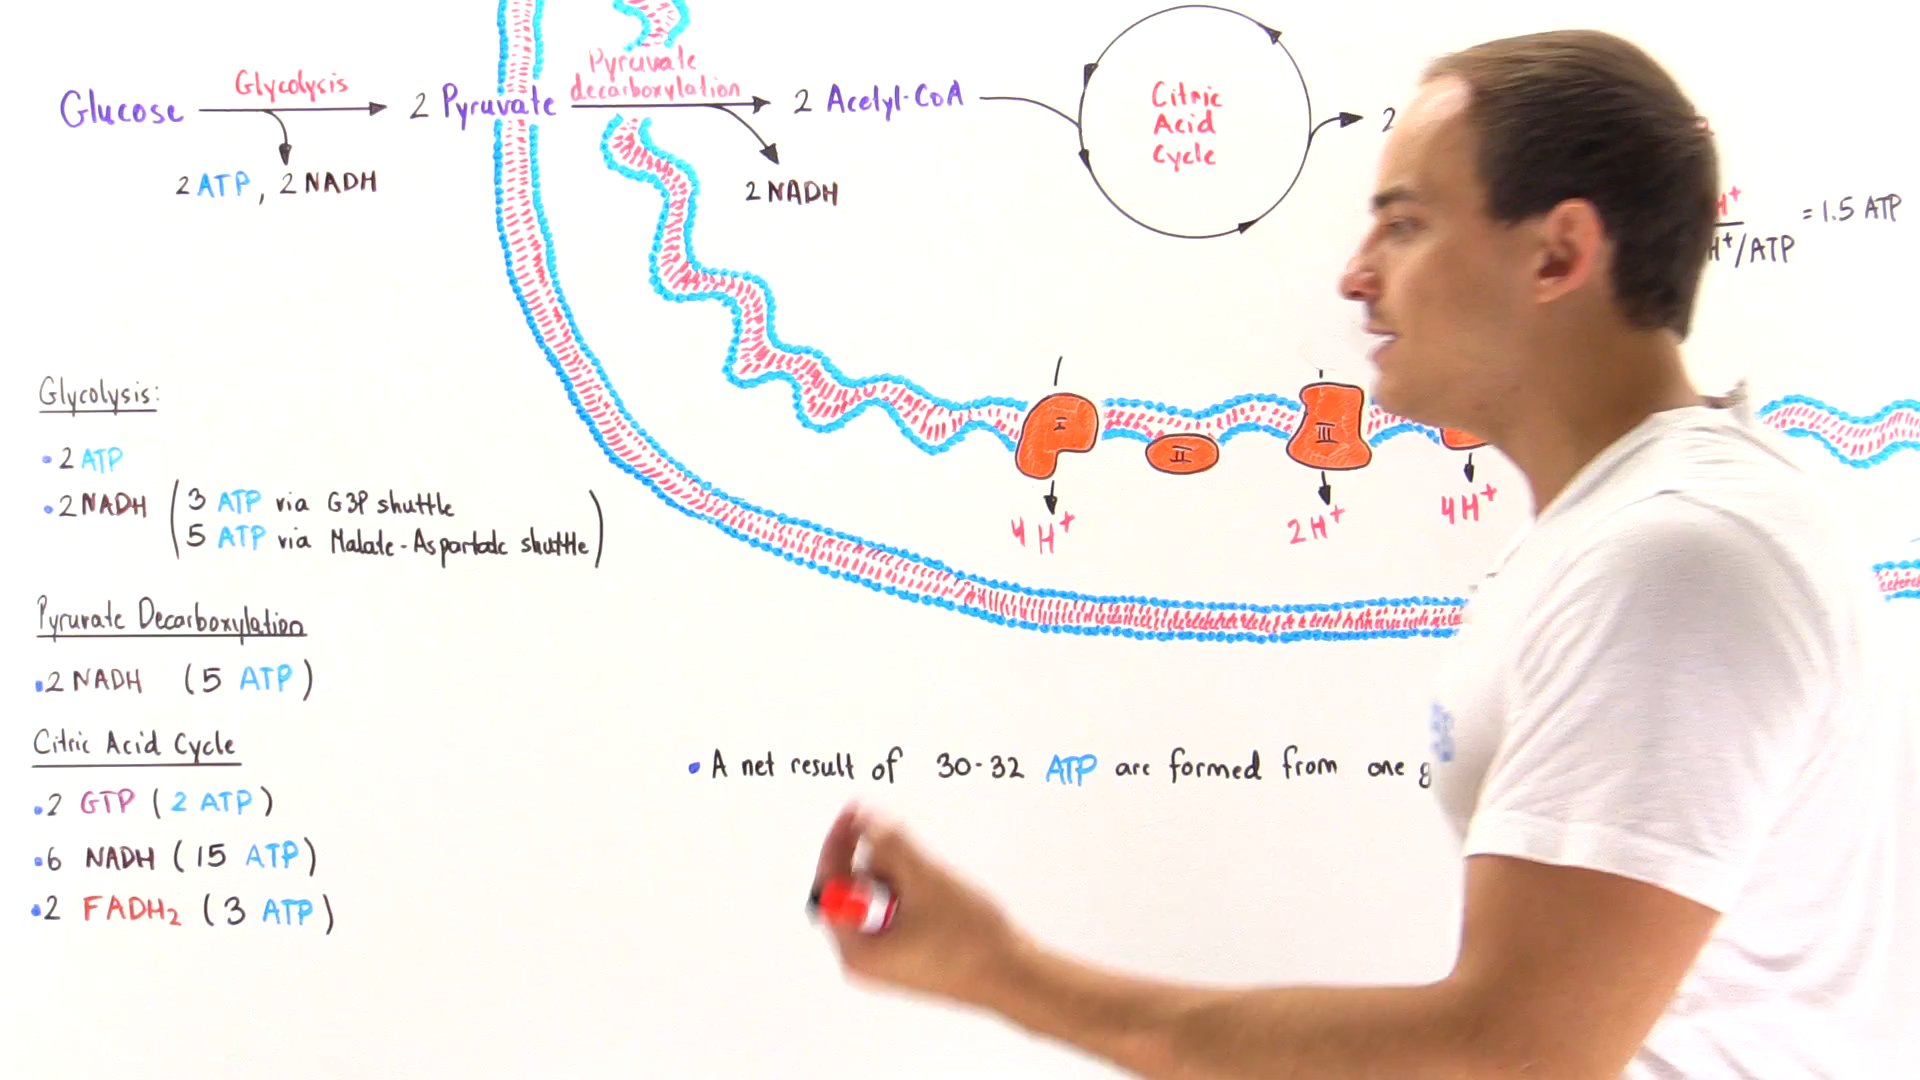 Glucose
Glycolysis
2 ATP, 2 NADH
2 Pyruvate
Pyruvate
decarboxylation
2 NADH
2 Acetyl-CoA
Citric
Acid
Cycle
2
H+
H+/ATP
= 1.5 ATP
I
II
III
4 H+
2H+
4H+
Glycolysis:
• 2 ATP
• 2 NADH (3 ATP via G3P shuttle
5 ATP via Malate-Aspartate shuttle)
Pyruvate Decarboxylation
• 2 NADH (5 ATP)
Citric Acid Cycle
• 2 GTP (2 ATP)
• 6 NADH (15 ATP)
• 2 FADH2 (3 ATP)
• A net result of 30-32 ATP are formed from one g